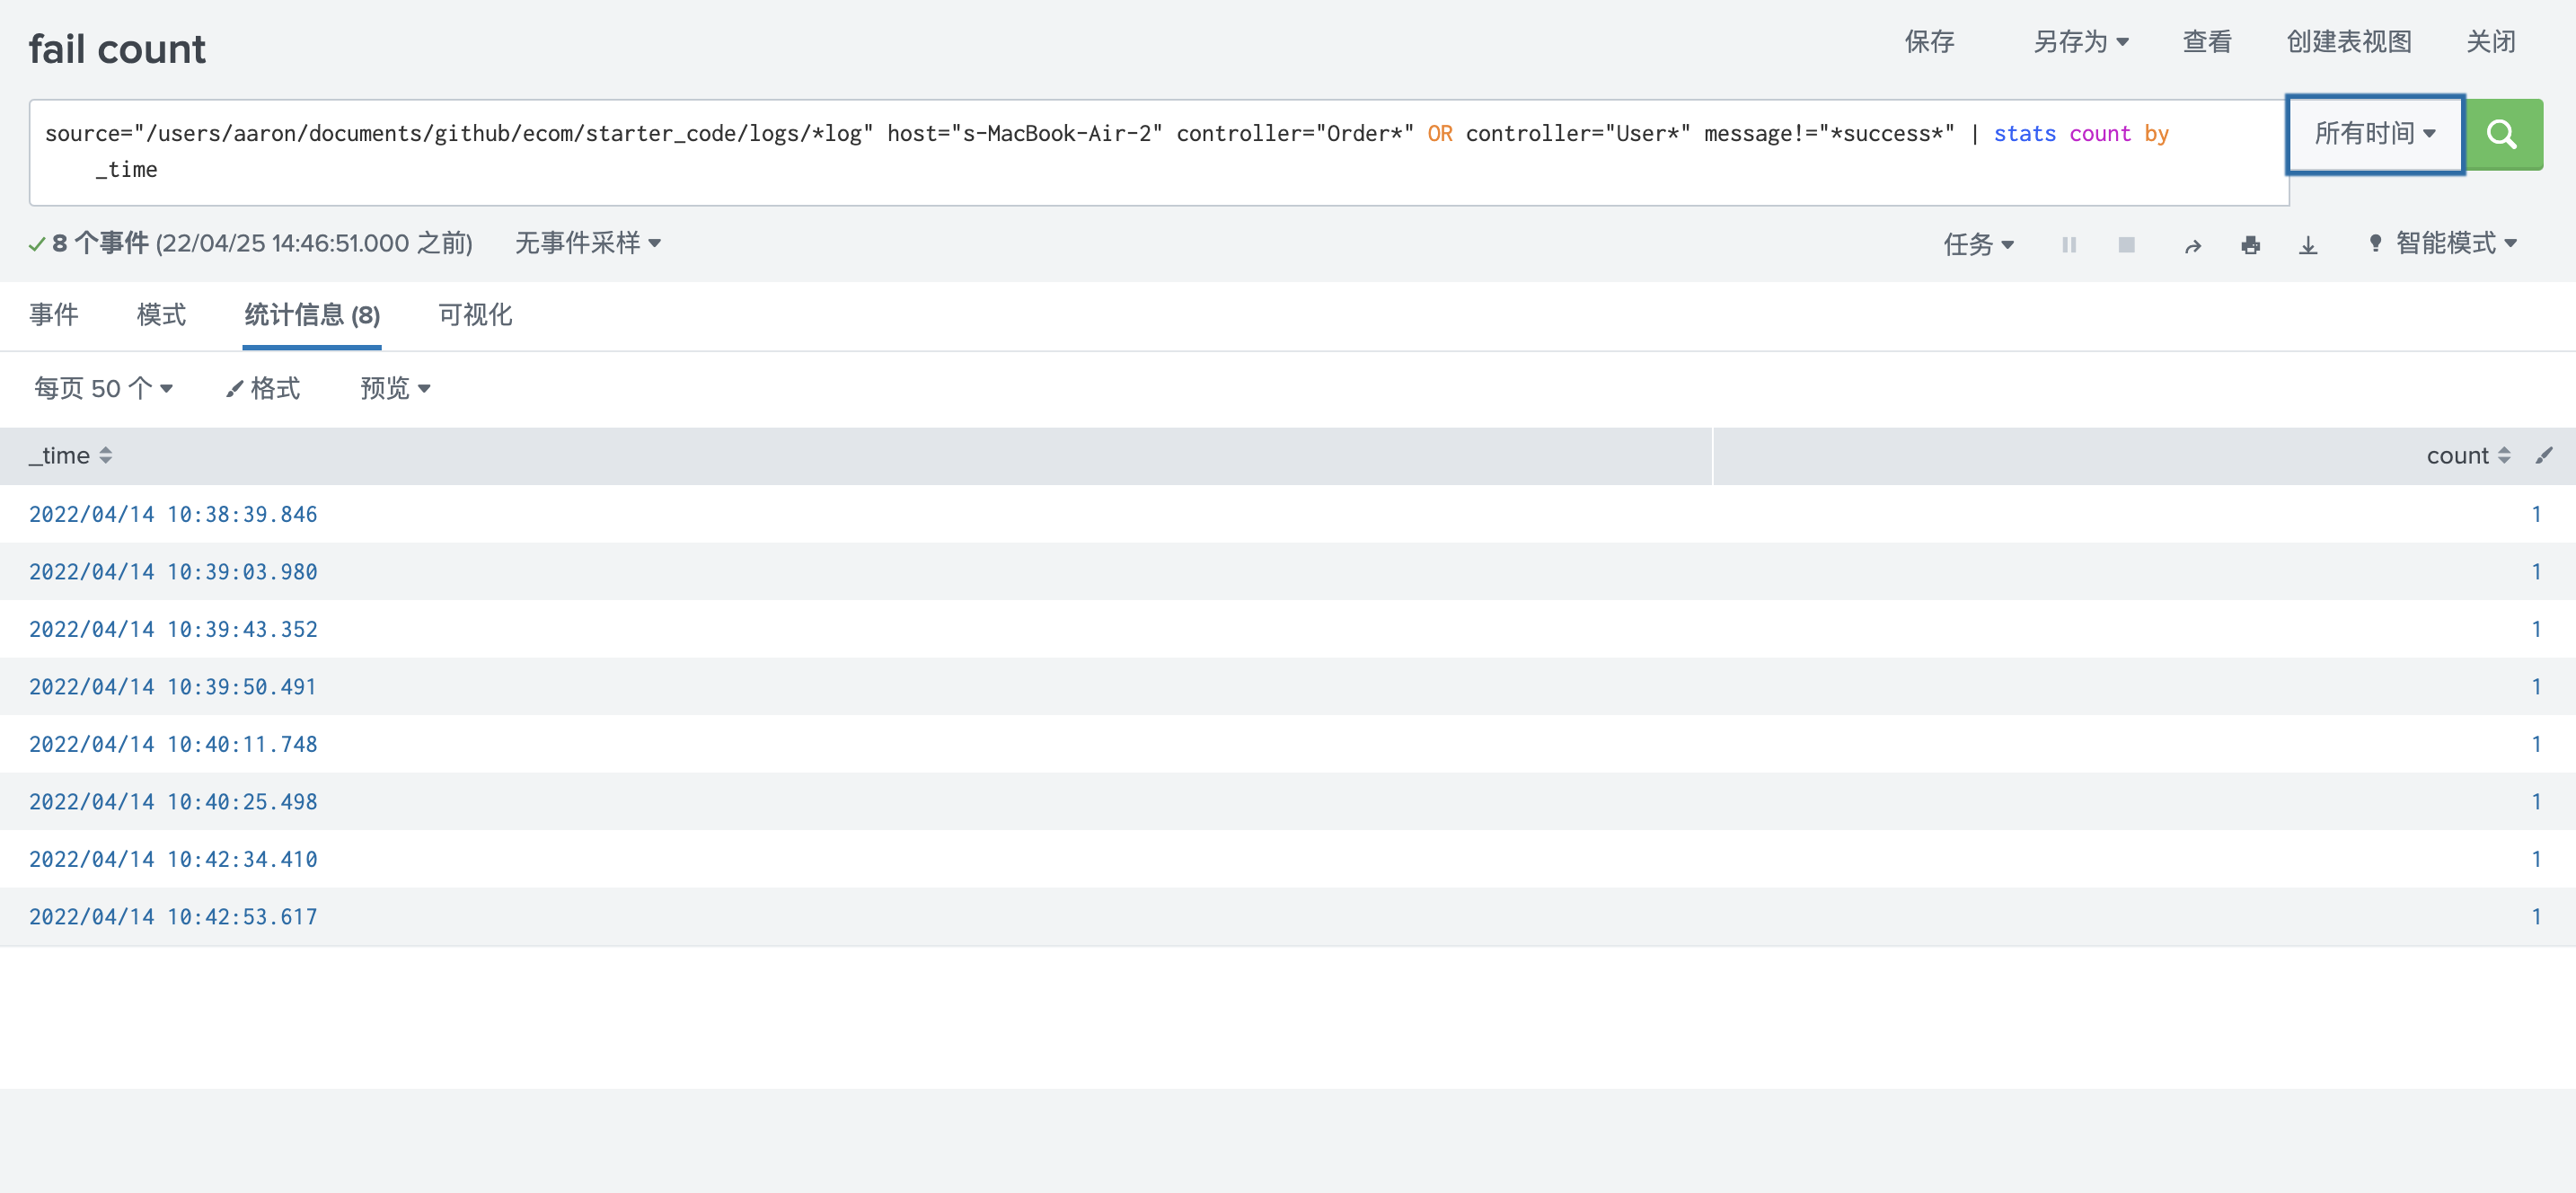 fail count
保存 另存为 查看 创建表视图 关闭
source="/users/aaron/documents/github/ecom/starter_code/logs/*log" host="s-MacBook-Air-2" controller="Order*" OR controller="User*" message!="*success*" | stats count by
_time
所有时间
8 个事件 (22/04/25 14:46:51.000 之前) 无事件采样 任务 智能模式
事件 模式 统计信息 (8) 可视化
每页 50 个 格式 预览
_time count
2022/04/14 10:38:39.846 1
2022/04/14 10:39:03.980 1
2022/04/14 10:39:43.352 1
2022/04/14 10:39:50.491 1
2022/04/14 10:40:11.748 1
2022/04/14 10:40:25.498 1
2022/04/14 10:42:34.410 1
2022/04/14 10:42:53.617 1